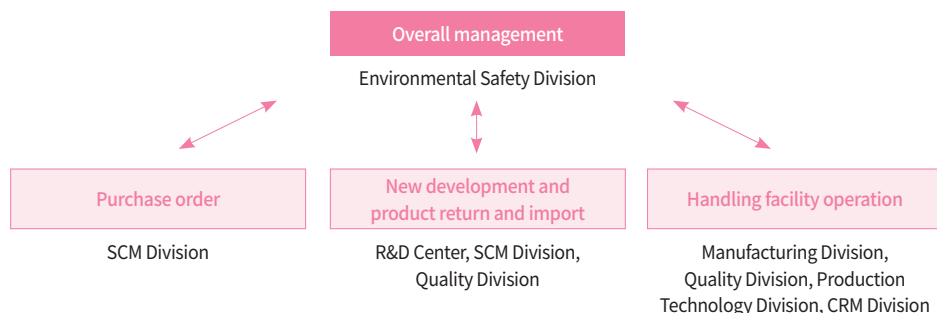 Overall management
Environmental Safety Division
Purchase order
SCM Division
New development and
product return and import
R&D Center, SCM Division,
Quality Division
Handling facility operation
Manufacturing Division,
Quality Division, Production
Technology Division, CRM Division